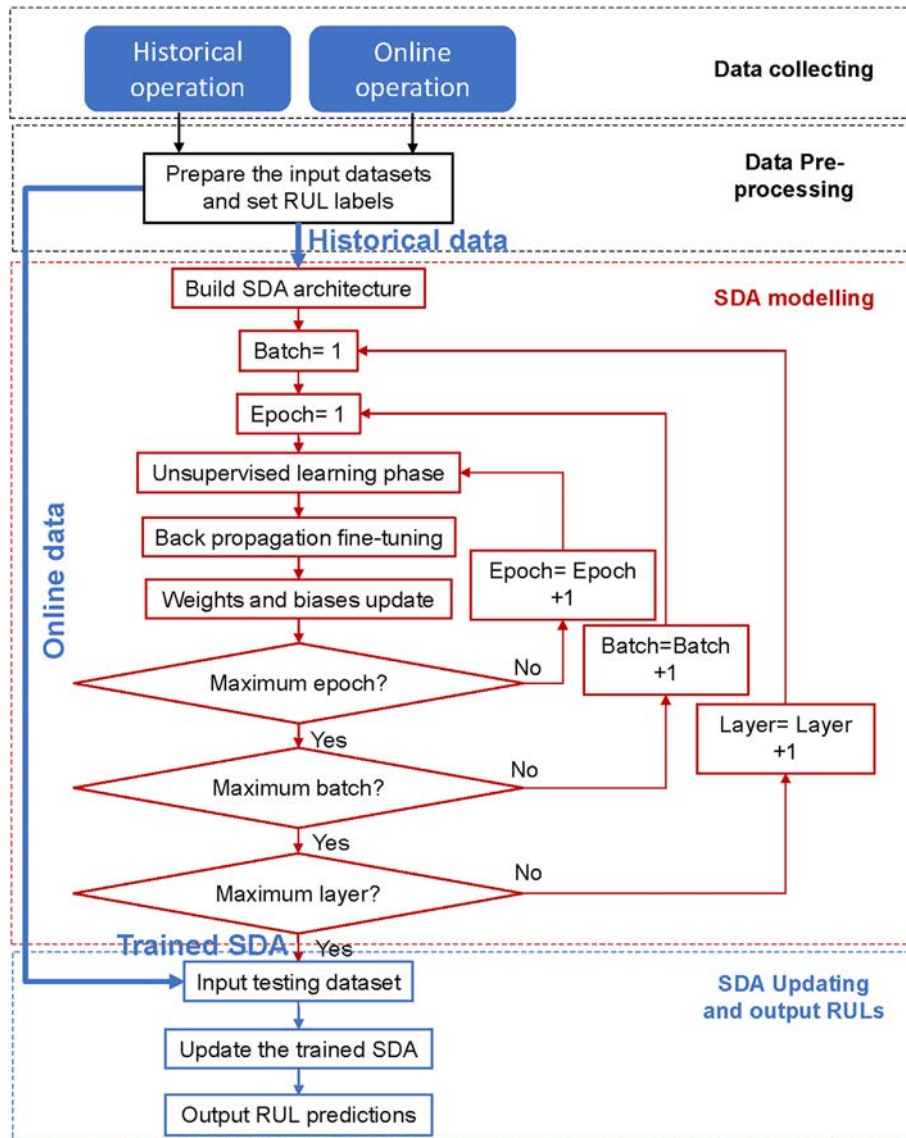 Historical
operation
Online
operation
Data collecting
Prepare the input datasets
and set RUL labels
Data Pre-
processing
Historical data
Build SDA architecture
SDA modelling
Batch= 1
Epoch= 1
Unsupervised learning phase
Back propagation fine-tuning
Epoch= Epoch
+1
Weights and biases update
Online data
Batch=Batch
+1
Maximum epoch?
No
Layer= Layer
+1
Yes
Maximum batch?
No
Yes
Maximum layer?
No
Trained SDA
Yes
Input testing dataset
SDA Updating
and output RULs
Update the trained SDA
Output RUL predictions